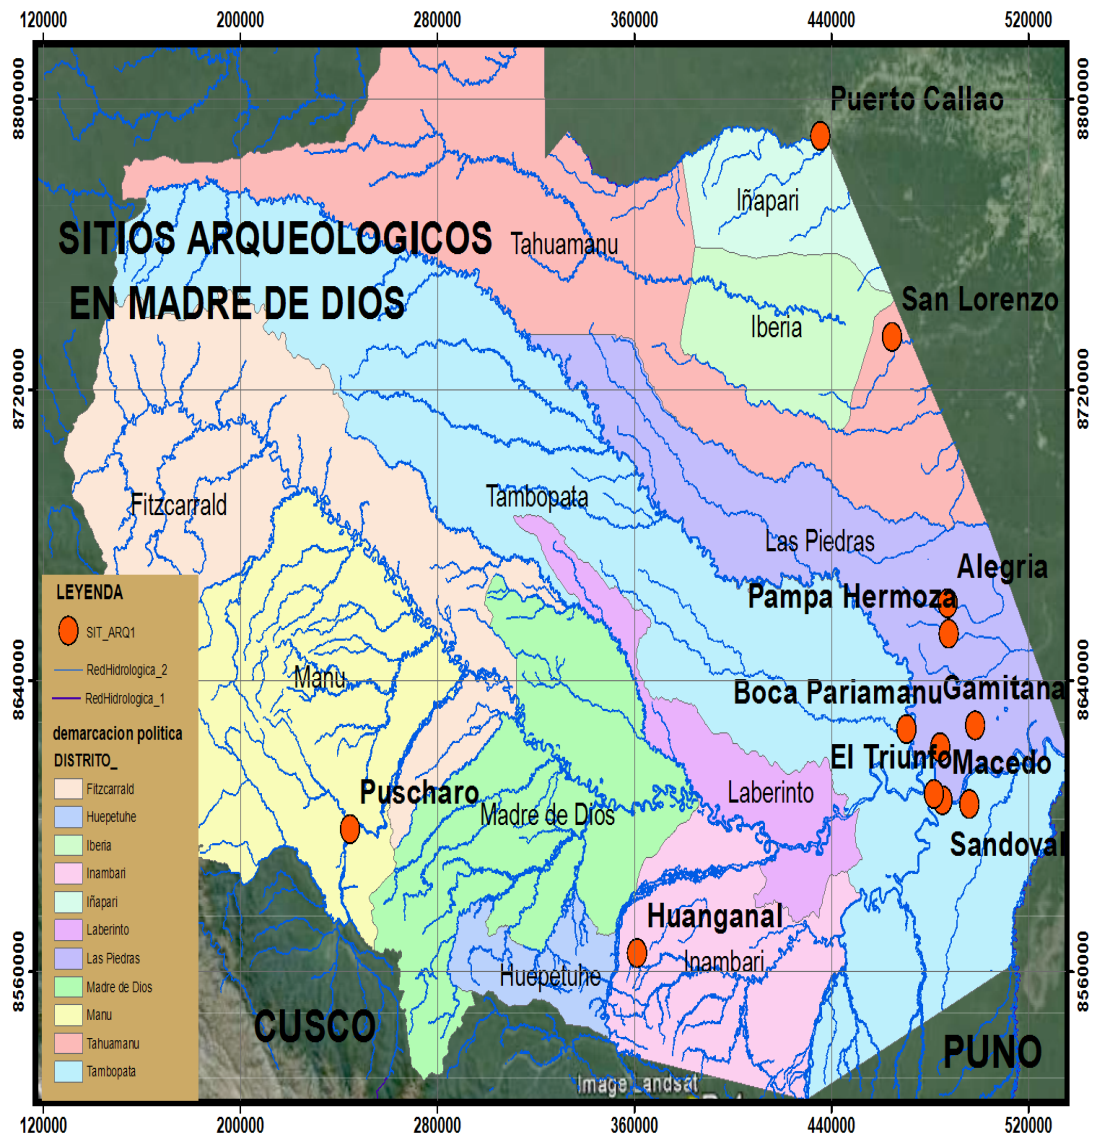 120000 200000 280000 360000 440000 520000
8800000
8800000
Puerto Callao
Iñapari
SITIOS ARQUEOLOGICOS
EN MADRE DE DIOS
Tahuamanu
San Lorenzo
Iberia
8720000
8720000
Tambopata
Fitzcarrald
Las Piedras
Alegria
Pampa Hermoza
8640000
8640000
Manu
Boca Pariamanu
Gamitana
El Triunfo
Macedo
Puscharo
Laberinto
Madre de Dios
Sandoval
Huanganal
Inambari
Huepetuhe
8560000
8560000
CUSCO
PUNO
Image Landsat
LEYENDA
SIT_ARQ1
RedHidrologica_2
RedHidrologica_1
demarcacion politica
DISTRITO_
Fitzcarrald
Huepetuhe
Iberia
Inambari
Iñapari
Laberinto
Las Piedras
Madre de Dios
Manu
Tahuamanu
Tambopata
120000 200000 280000 360000 440000 520000